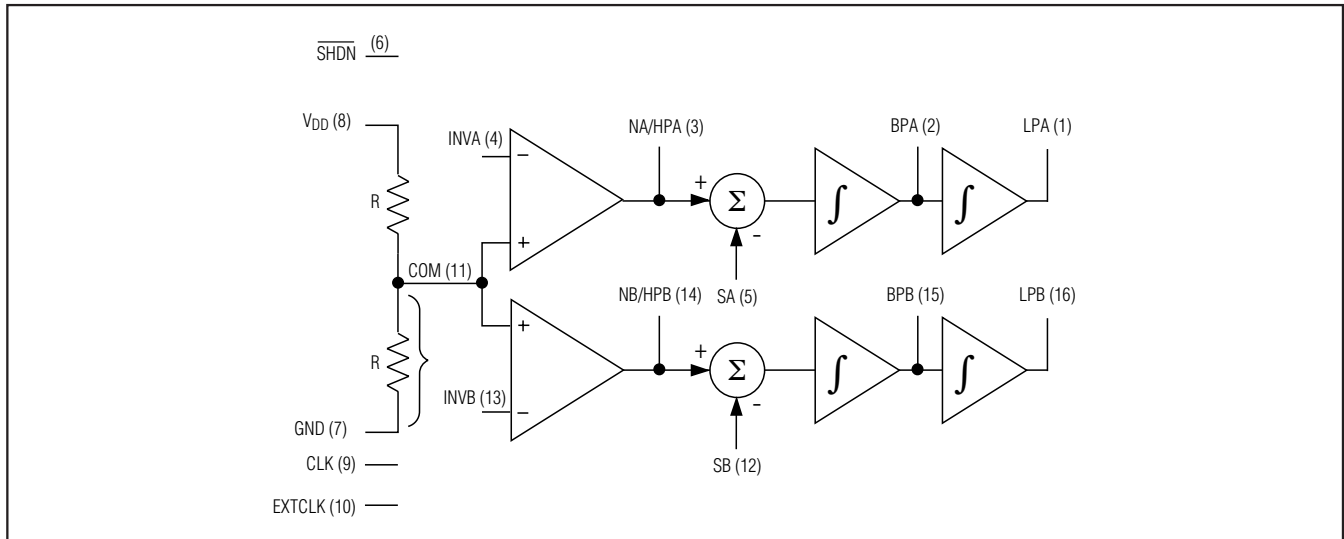 SHDN (6)
VDD (8)
R
COM (11)
R
GND (7)
CLK (9)
EXTCLK (10)
INVA (4)
−
+
NA/HPA (3)
+
Σ
-
SA (5)
∫
BPA (2)
∫
LPA (1)
+
INVB (13)
−
NB/HPB (14)
+
Σ
-
SB (12)
∫
BPB (15)
∫
LPB (16)